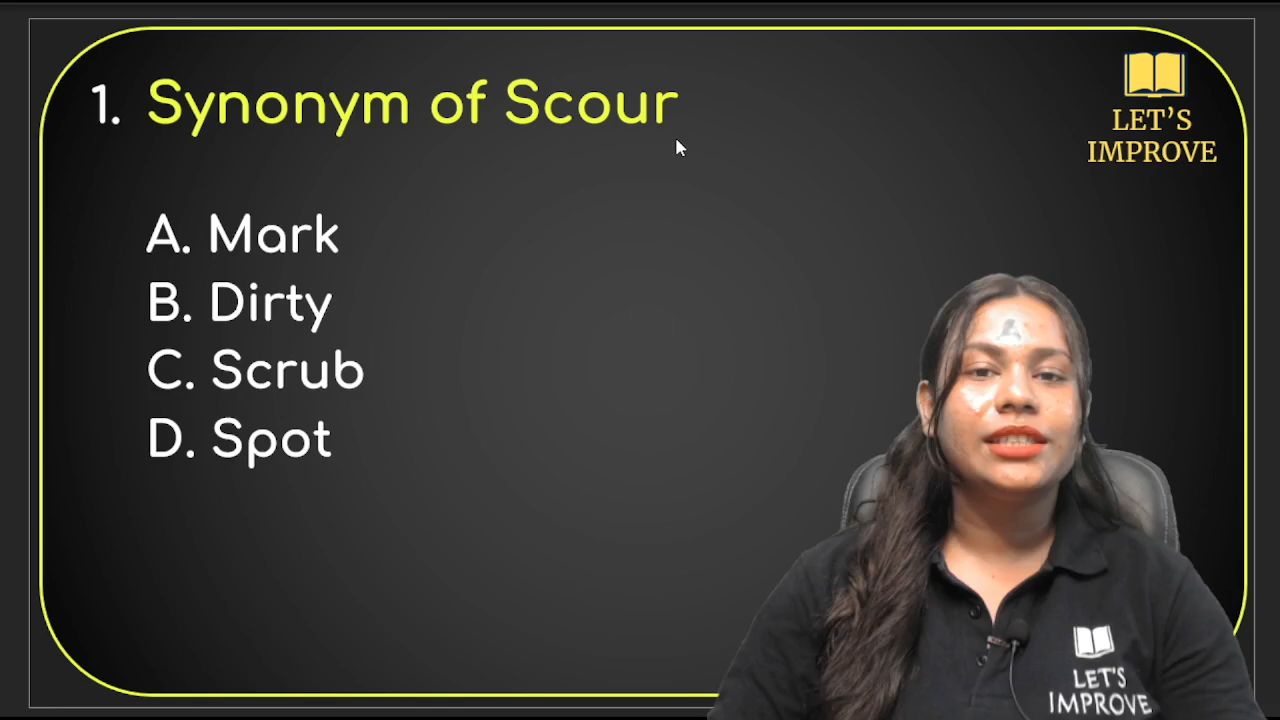 1. Synonym of Scour
A. Mark
B. Dirty
C. Scrub
D. Spot
LET'S
IMPROVE
LET'S
IMPROVE